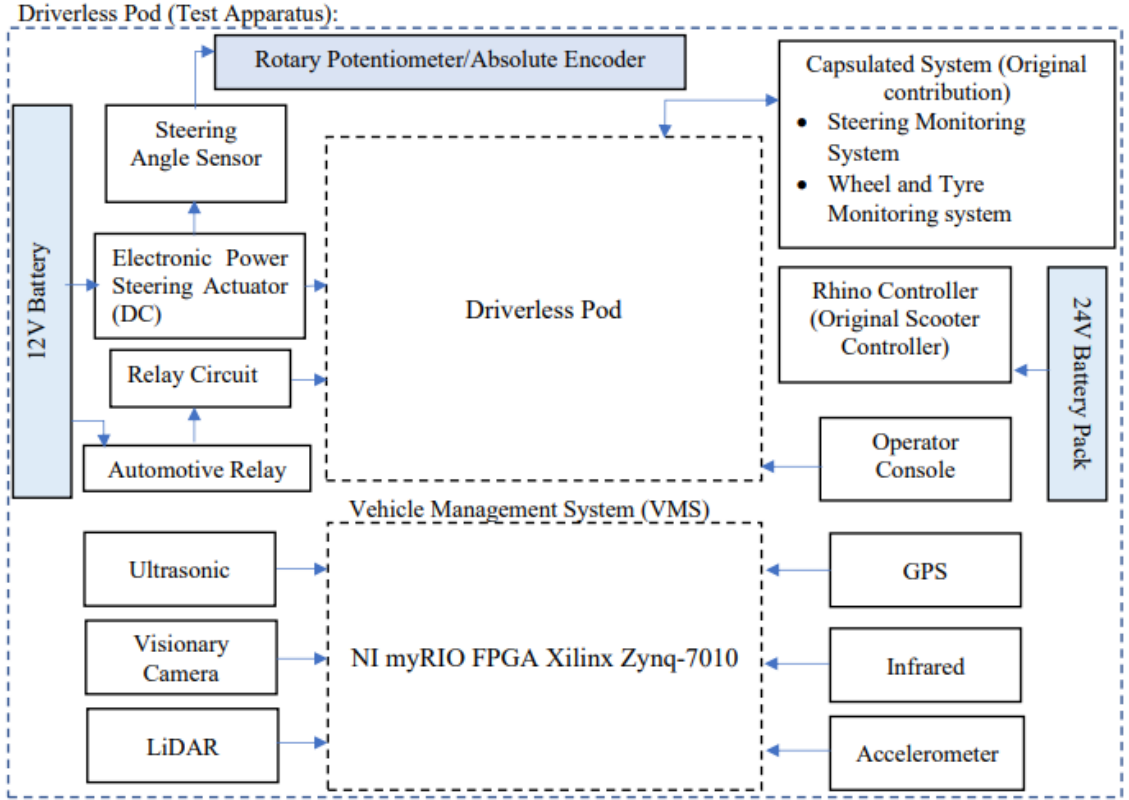 Driverless Pod (Test Apparatus):
Rotary Potentiometer/Absolute Encoder
Capsulated System (Original
contribution)
• Steering Monitoring
System
• Wheel and Tyre
Monitoring system
Steering
Angle Sensor
12V Battery
Electronic Power
Steering Actuator
(DC)
Driverless Pod
Rhino Controller
(Original Scooter
Controller)
24V Battery Pack
Relay Circuit
Automotive Relay
Operator
Console
Vehicle Management System (VMS)
Ultrasonic
GPS
Visionary
Camera
NI myRIO FPGA Xilinx Zynq-7010
Infrared
LiDAR
Accelerometer